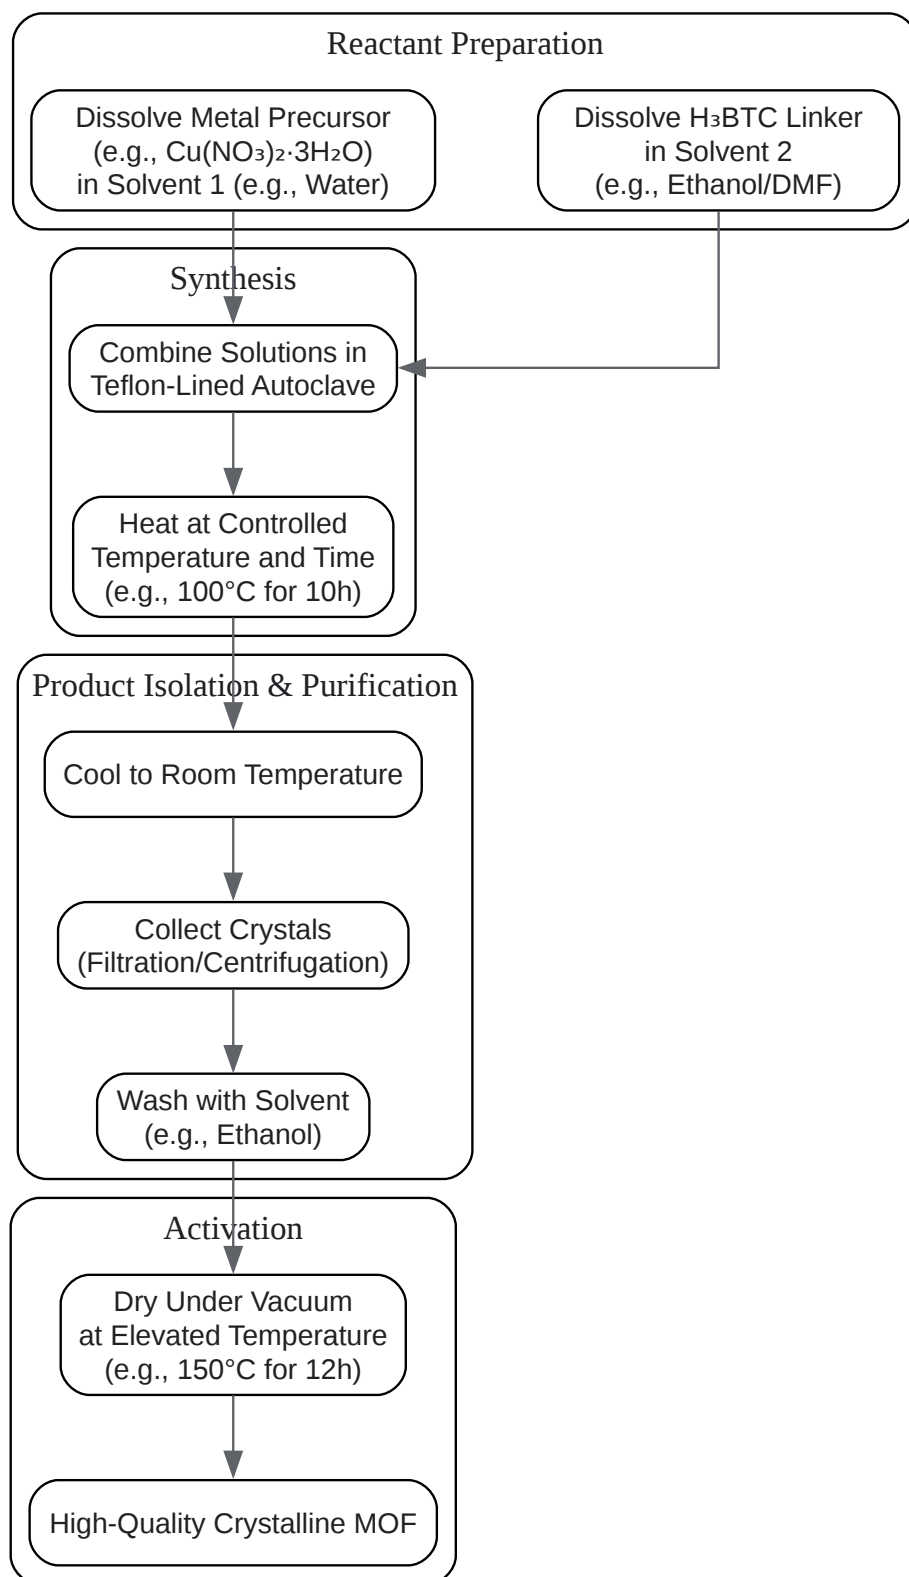 Reactant Preparation
Dissolve Metal Precursor
(e.g., Cu(NO₃)₂·3H₂O)
in Solvent 1 (e.g., Water)
Dissolve H₃BTC Linker
in Solvent 2
(e.g., Ethanol/DMF)
Synthesis
Combine Solutions in
Teflon-Lined Autoclave
Heat at Controlled
Temperature and Time
(e.g., 100°C for 10h)
Product Isolation & Purification
Cool to Room Temperature
Collect Crystals
(Filtration/Centrifugation)
Wash with Solvent
(e.g., Ethanol)
Activation
Dry Under Vacuum
at Elevated Temperature
(e.g., 150°C for 12h)
High-Quality Crystalline MOF